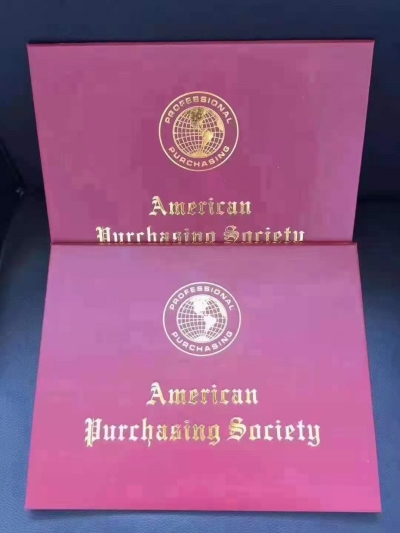 PROFESSIONAL
PURCHASING
American
Purchasing Society
PROFESSIONAL
PURCHASING
American
Purchasing Society